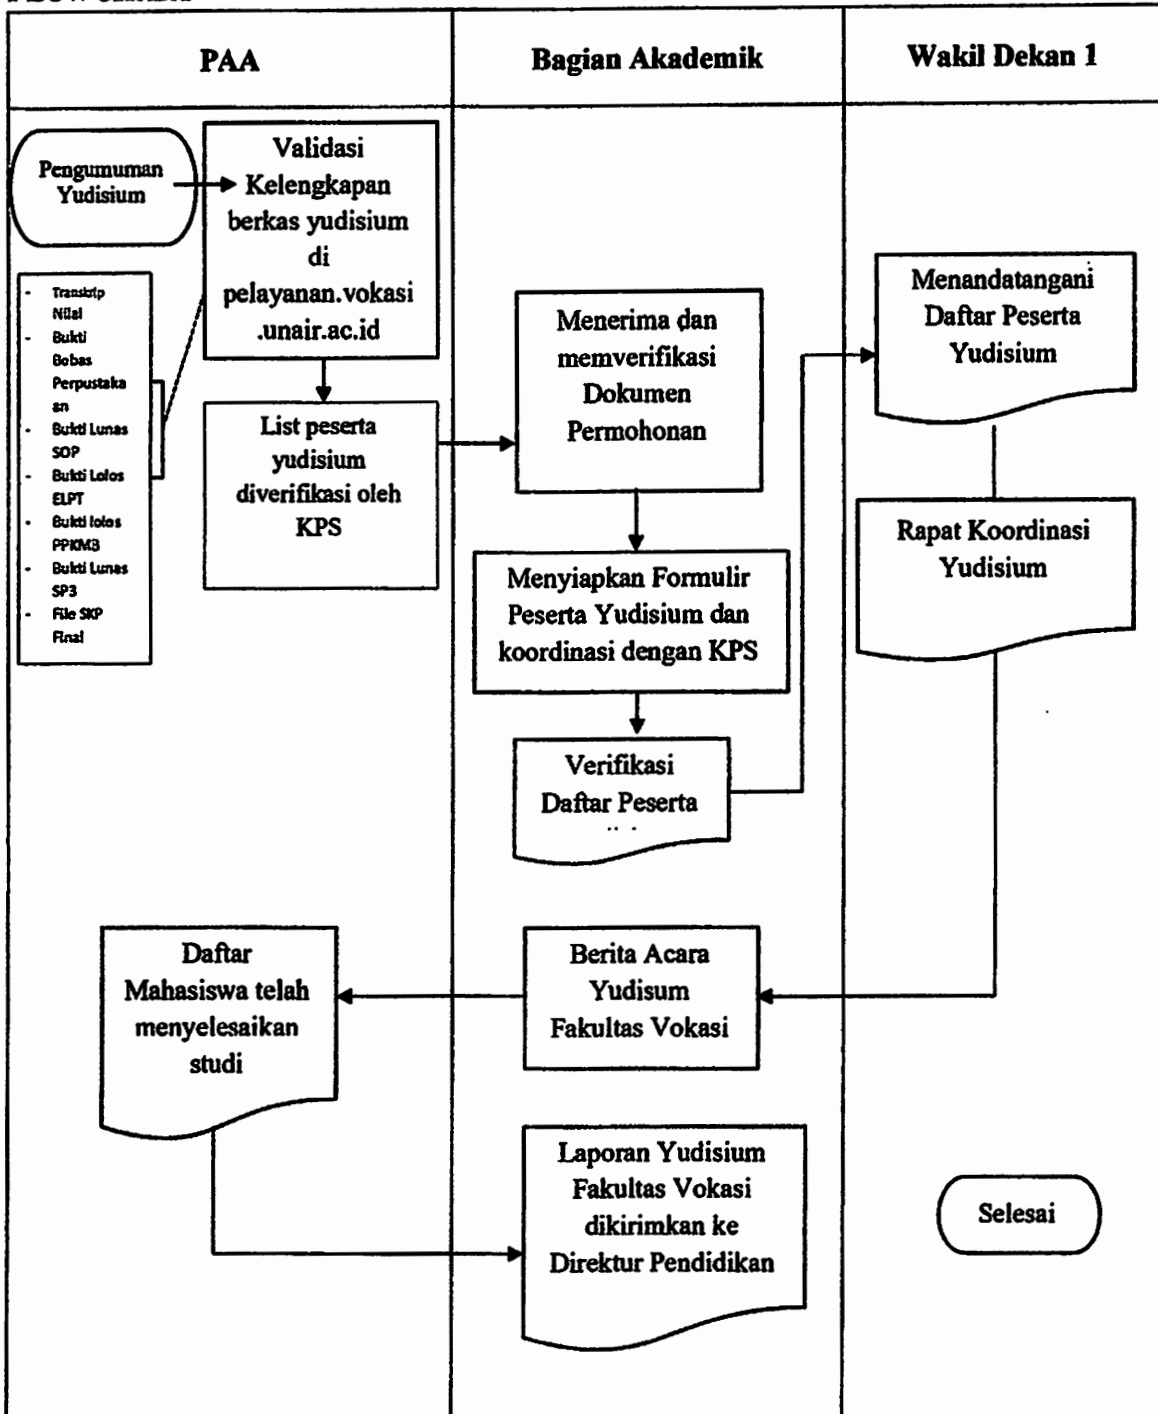 PAA
Bagian Akademik
Wakil Dekan 1
Pengumuman
Yudisium
Validasi
Kelengkapan
berkas yudisium
di
pelayanan.vokasi
.unair.ac.id
- Transkrip
Nilai
- Bukti
Bebas
Perpustaka
an
- Bukti Lunas
SOP
- Bukti Lolos
ELPT
- Bukti lolos
PPKMB
- Bukti Lunas
SP3
- File SKP
Final
List peserta
yudisium
diverifikasi oleh
KPS
Menerima dan
memverifikasi
Dokumen
Permohonan
Menyiapkan Formulir
Peserta Yudisium dan
koordinasi dengan KPS
Verifikasi
Daftar Peserta
Menandatangani
Daftar Peserta
Yudisium
Rapat Koordinasi
Yudisium
Berita Acara
Yudisum
Fakultas Vokasi
Daftar
Mahasiswa telah
menyelesaikan
studi
Laporan Yudisium
Fakultas Vokasi
dikirimkan ke
Direktur Pendidikan
Selesai